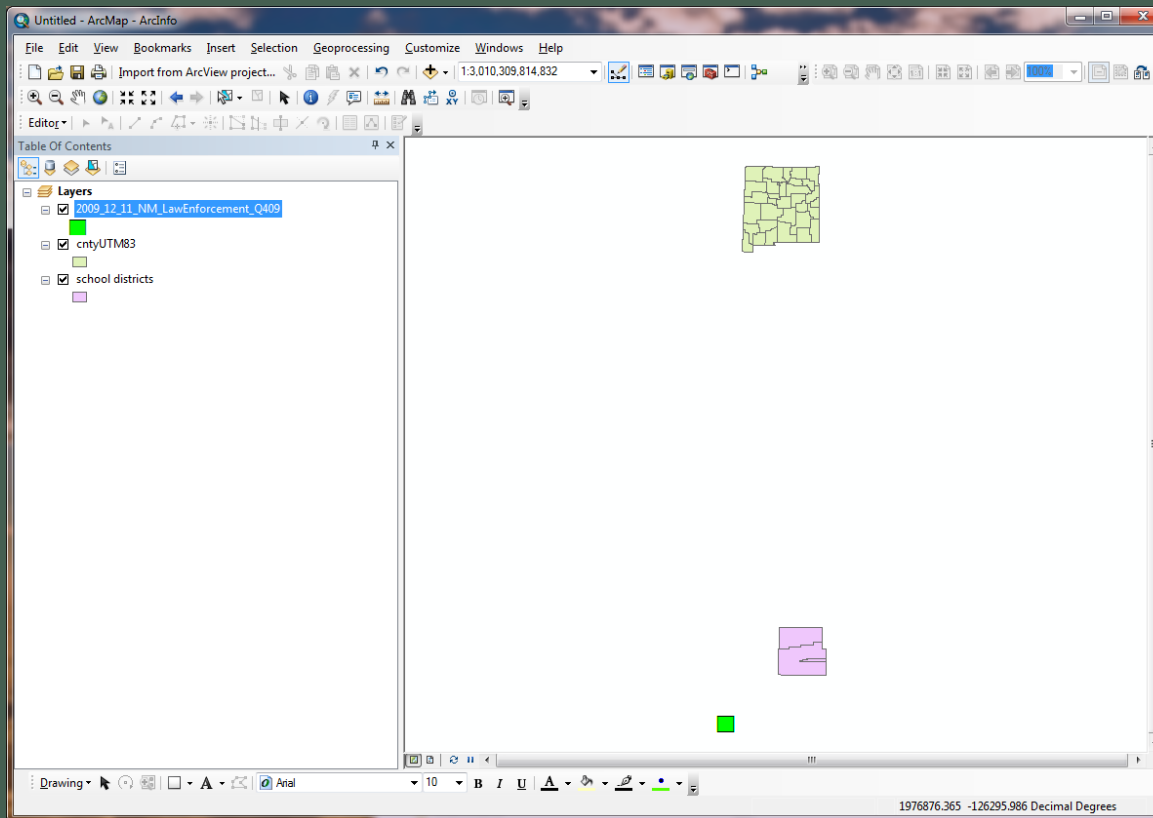 Untitled - ArcMap - ArcInfo
File Edit View Bookmarks Insert Selection Geoprocessing Customize Windows Help
Import from ArcView project... 1:3,010,309,814,832 100%
XY
Editor
Table Of Contents
Layers
2009_12_11_NM_LawEnforcement_Q409
cntyUTM83
school districts
Drawing A Arial 10 B I U A
1976876.365 -126295.986 Decimal Degrees